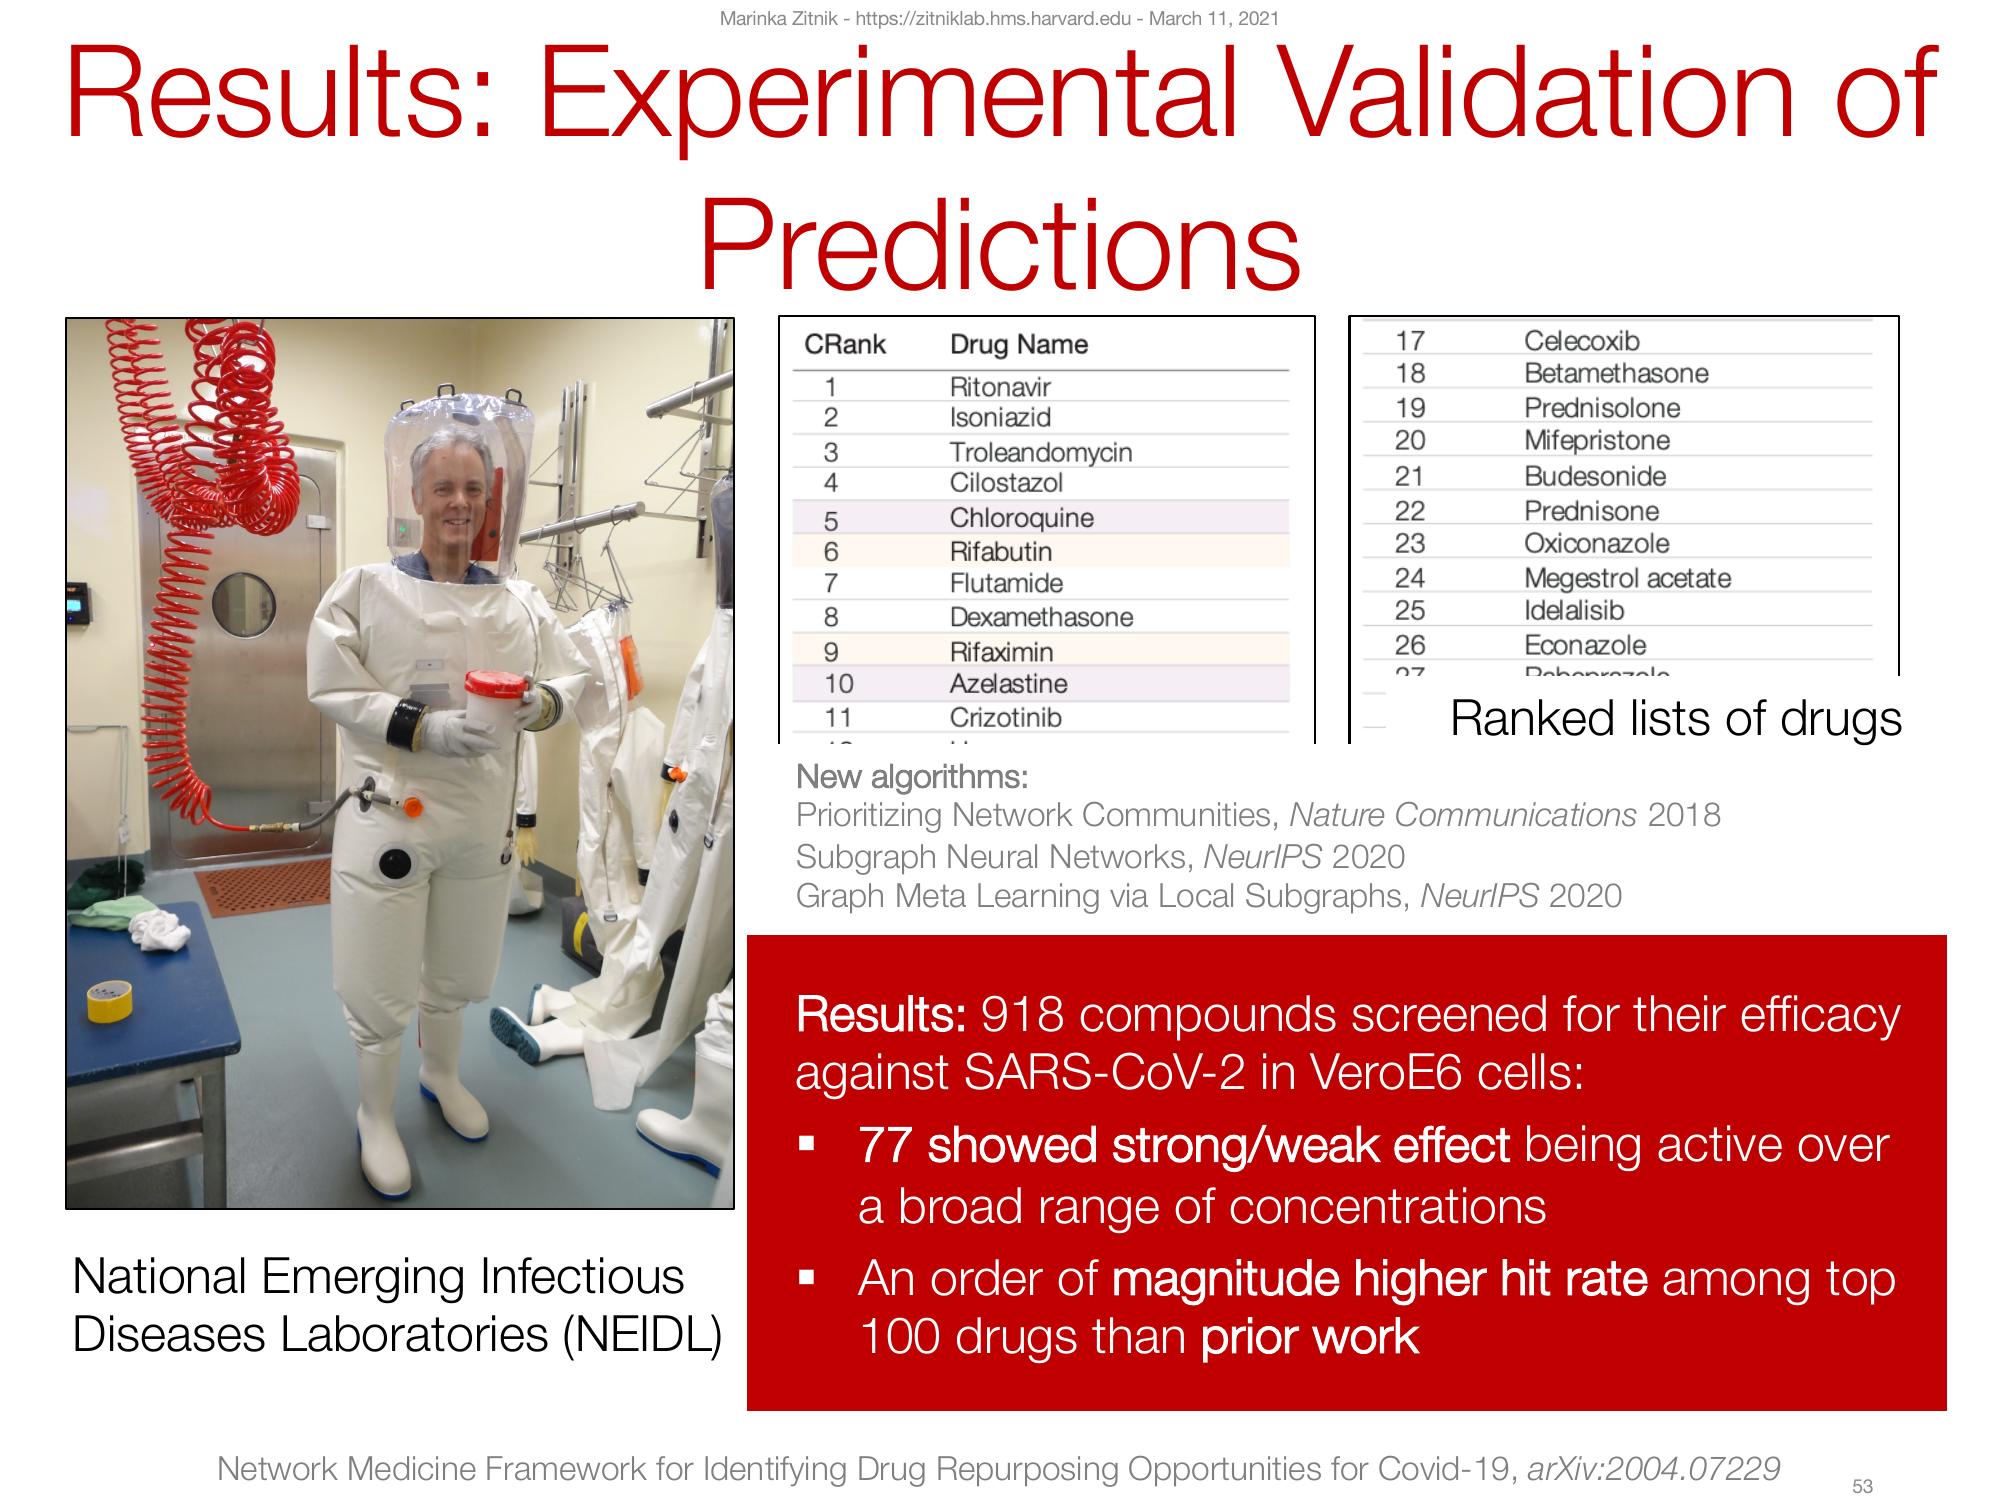 Marinka Zitnik - https://zitniklab.hms.harvard.edu - March 11, 2021
Results: Experimental Validation of
Predictions
CRank Drug Name
1 Ritonavir
2 Isoniazid
3 Troleandomycin
4 Cilostazol
5 Chloroquine
6 Rifabutin
7 Flutamide
8 Dexamethasone
9 Rifaximin
10 Azelastine
11 Crizotinib
17 Celecoxib
18 Betamethasone
19 Prednisolone
20 Mifepristone
21 Budesonide
22 Prednisone
23 Oxiconazole
24 Megestrol acetate
25 Idelalisib
26 Econazole
27 Rabeprazole
Ranked lists of drugs
New algorithms:
Prioritizing Network Communities, Nature Communications 2018
Subgraph Neural Networks, NeurIPS 2020
Graph Meta Learning via Local Subgraphs, NeurIPS 2020
Results: 918 compounds screened for their efficacy
against SARS-CoV-2 in VeroE6 cells:
▪ 77 showed strong/weak effect being active over
a broad range of concentrations
▪ An order of magnitude higher hit rate among top
100 drugs than prior work
National Emerging Infectious
Diseases Laboratories (NEIDL)
Network Medicine Framework for Identifying Drug Repurposing Opportunities for Covid-19, arXiv:2004.07229
53